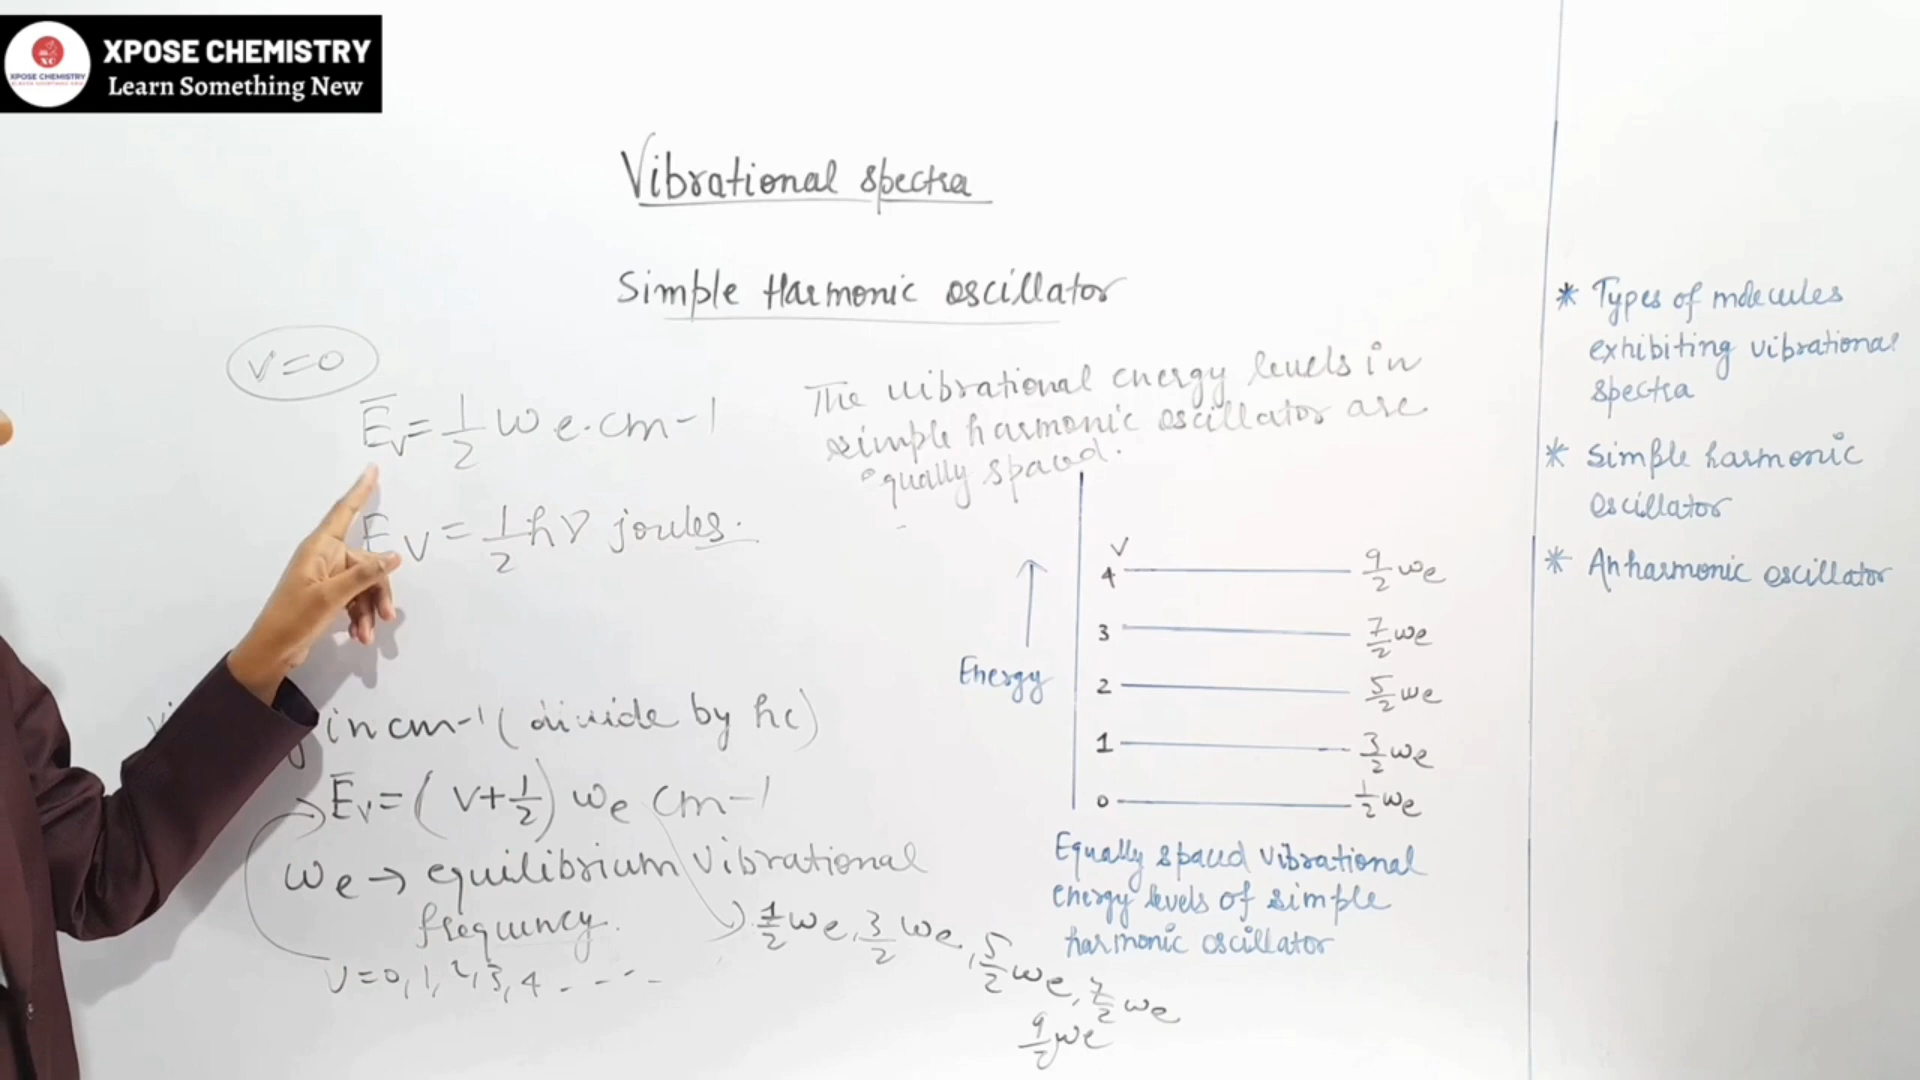 XPOSE CHEMISTRY
Learn Something New
XC
XPOSE CHEMISTRY
Vibrational spectra
Simple Harmonic oscillator
v=0
E̅v=1/2 we.cm-1
Ev=1/2 hν joules.
The vibrational energy levels in
simple harmonic oscillator are
equally spaced.
in cm-1 (divide by hc)
E̅v=(v+1/2) we cm-1
we→ equilibrium vibrational
frequency.
v=0,1,2,3,4 - - - -
1/2 we, 3/2 we, 5/2 we, 7/2 we
9/2 we
Energy
v
4 9/2 we
3 7/2 we
2 5/2 we
1 3/2 we
0 1/2 we
Equally spaced vibrational
energy levels of simple
harmonic oscillator
* Types of molecules
exhibiting vibrational
spectra
* Simple harmonic
oscillator
* Anharmonic oscillator